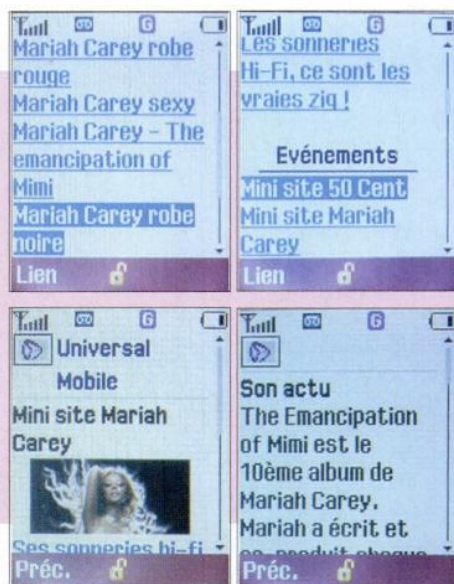 Mariah Carey robe
rouge
Mariah Carey sexy
Mariah Carey - The
emancipation of
Mimi
Mariah Carey robe
noire
Lien
Les sonneries
Hi-Fi, ce sont les
vraies ziq !
Evénements
Mini site 50 Cent
Mini site Mariah
Carey
Lien
Universal
Mobile
Mini site Mariah
Carey
Ses sonneries hi-fi
Préc.
Son actu
The Emancipation
of Mimi est le
10ème album de
Mariah Carey.
Mariah a écrit et
Préc.